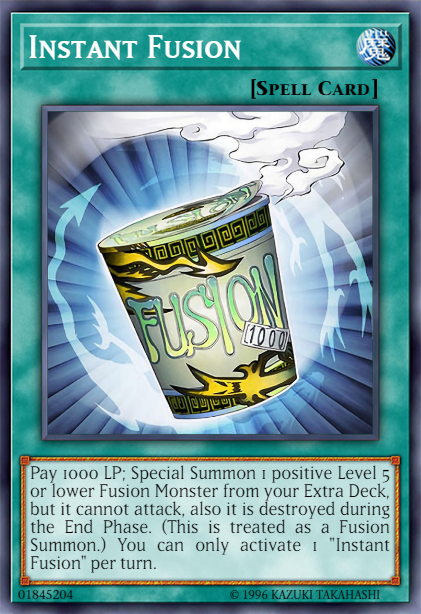 INSTANT FUSION
魔
[SPELL CARD]
FUSION
1000
Pay 1000 LP; Special Summon 1 positive Level 5
or lower Fusion Monster from your Extra Deck,
but it cannot attack, also it is destroyed during
the End Phase. (This is treated as a Fusion
Summon.) You can only activate 1 "Instant
Fusion" per turn.
01845204
© 1996 KAZUKI TAKAHASHI